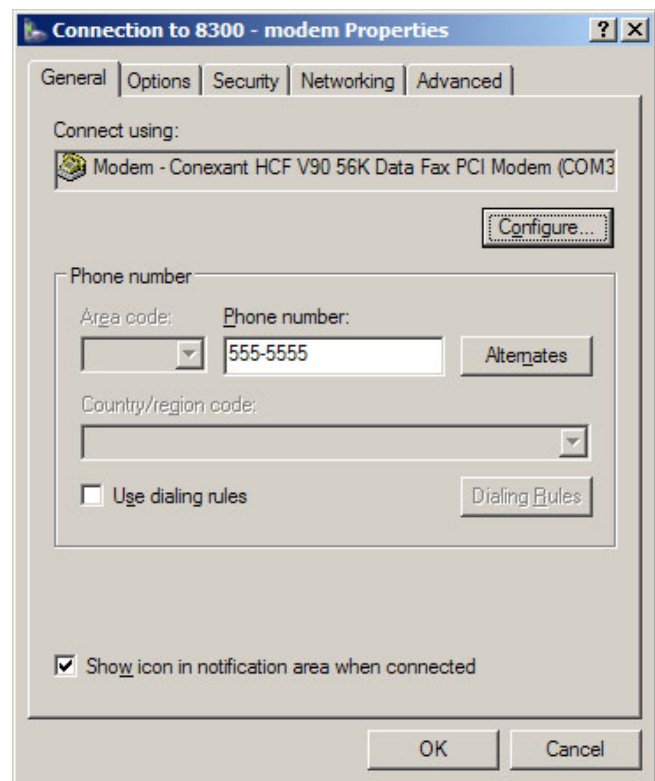 Connection to 8300 - modem Properties
General Options Security Networking Advanced
Connect using:
Modem - Conexant HCF V90 56K Data Fax PCI Modem (COM3
Configure...
Phone number
Area code: Phone number:
555-5555 Alternates
Country/region code:
Use dialing rules Dialing Rules
Show icon in notification area when connected
OK Cancel